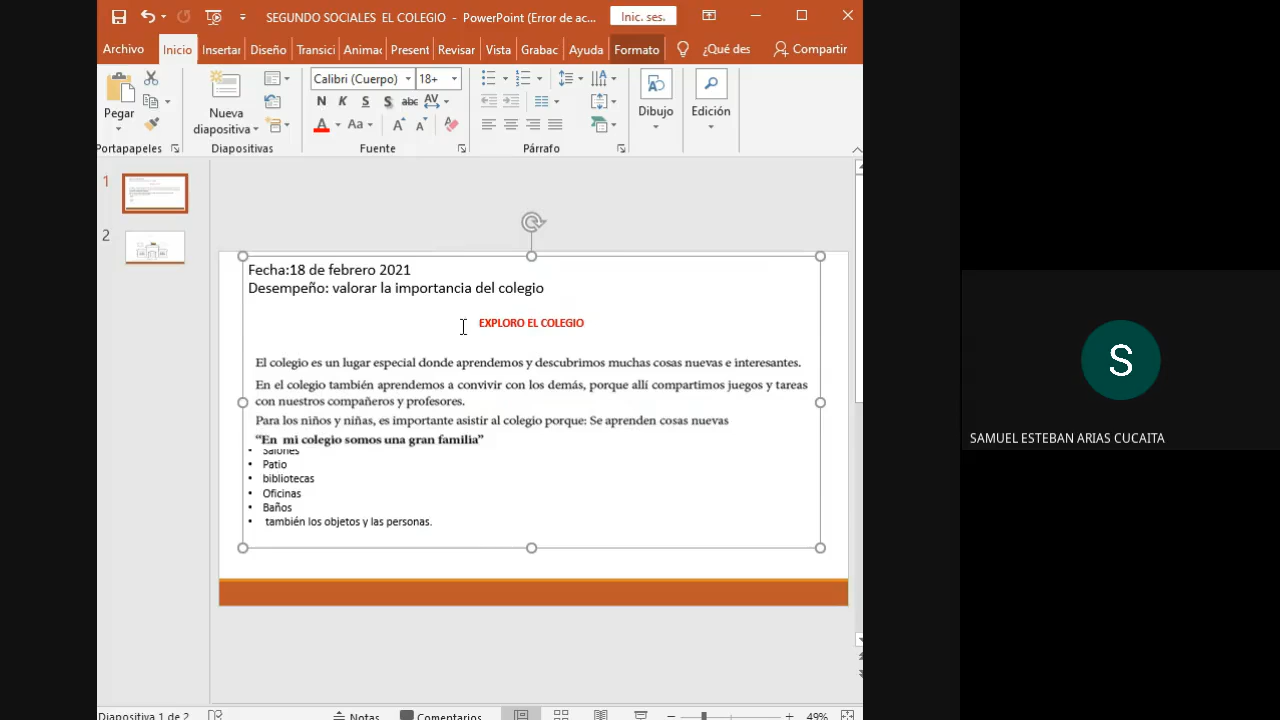 SEGUNDO SOCIALES EL COLEGIO - PowerPoint (Error de ac...
Inic. ses.
Archivo Inicio Insertar Diseño Transici Animac Present Revisar Vista Grabac Ayuda Formato ¿Qué des Compartir
Calibri (Cuerpo) 18+
Pegar
Nueva diapositiva
N K S S abc AV
A Aa A A
Dibujo
Edición
Portapapeles Diapositivas Fuente Párrafo
1
2
Fecha:18 de febrero 2021
Desempeño: valorar la importancia del colegio
EXPLORO EL COLEGIO
El colegio es un lugar especial donde aprendemos y descubrimos muchas cosas nuevas e interesantes.
En el colegio también aprendemos a convivir con los demás, porque allí compartimos juegos y tareas
con nuestros compañeros y profesores.
Para los niños y niñas, es importante asistir al colegio porque: Se aprenden cosas nuevas
“En mi colegio somos una gran familia”
• Salones
• Patio
• bibliotecas
• Oficinas
• Baños
• también los objetos y las personas.
S
SAMUEL ESTEBAN ARIAS CUCAITA
Diapositiva 1 de 2 Notas Comentarios 49%